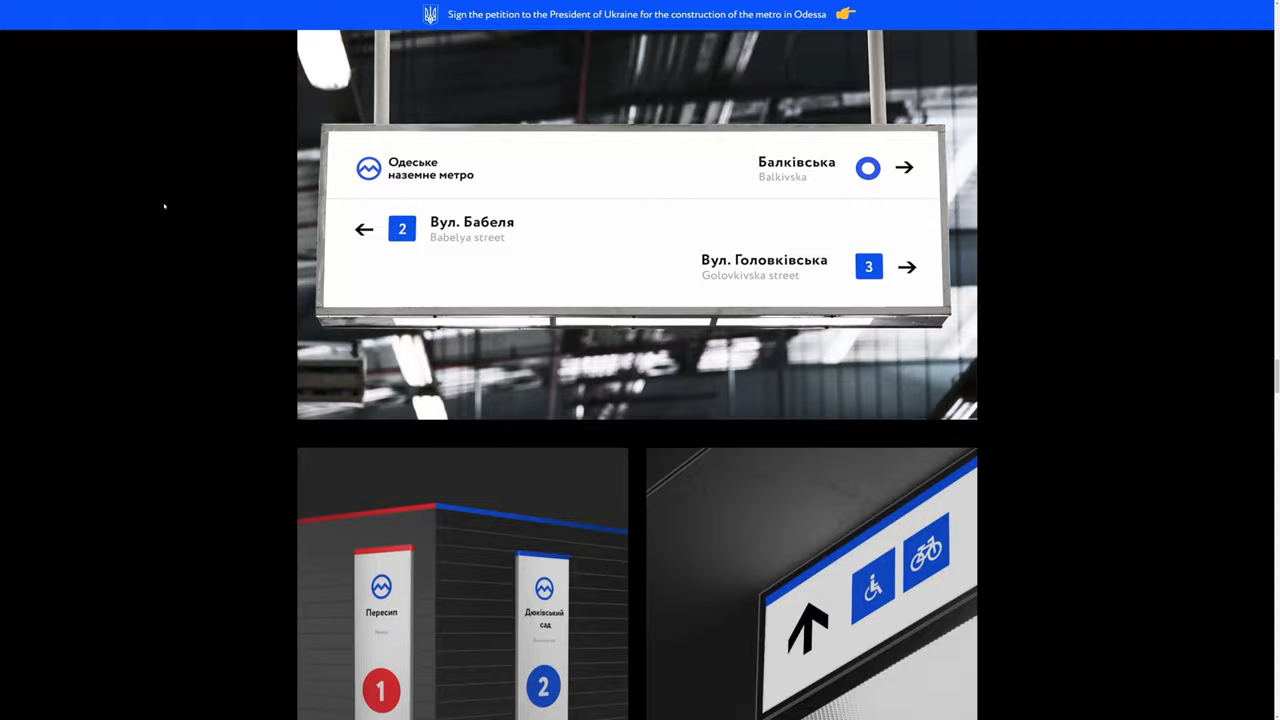 Sign the petition to the President of Ukraine for the construction of the metro in Odessa
Одеське
наземне метро
Балківська
Balkivska
2
Вул. Бабеля
Babelya street
Вул. Головківська
Golovkivska street
3
Пересип
1
Дюківський
сад
2